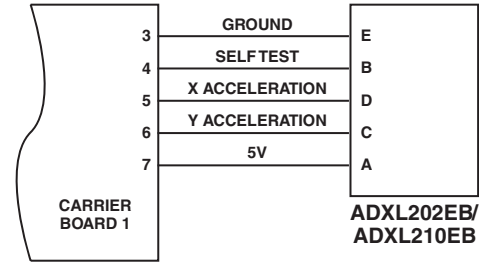 3 GROUND E
4 SELF TEST B
5 X ACCELERATION D
6 Y ACCELERATION C
7 5V A
CARRIER
BOARD 1
ADXL202EB/
ADXL210EB